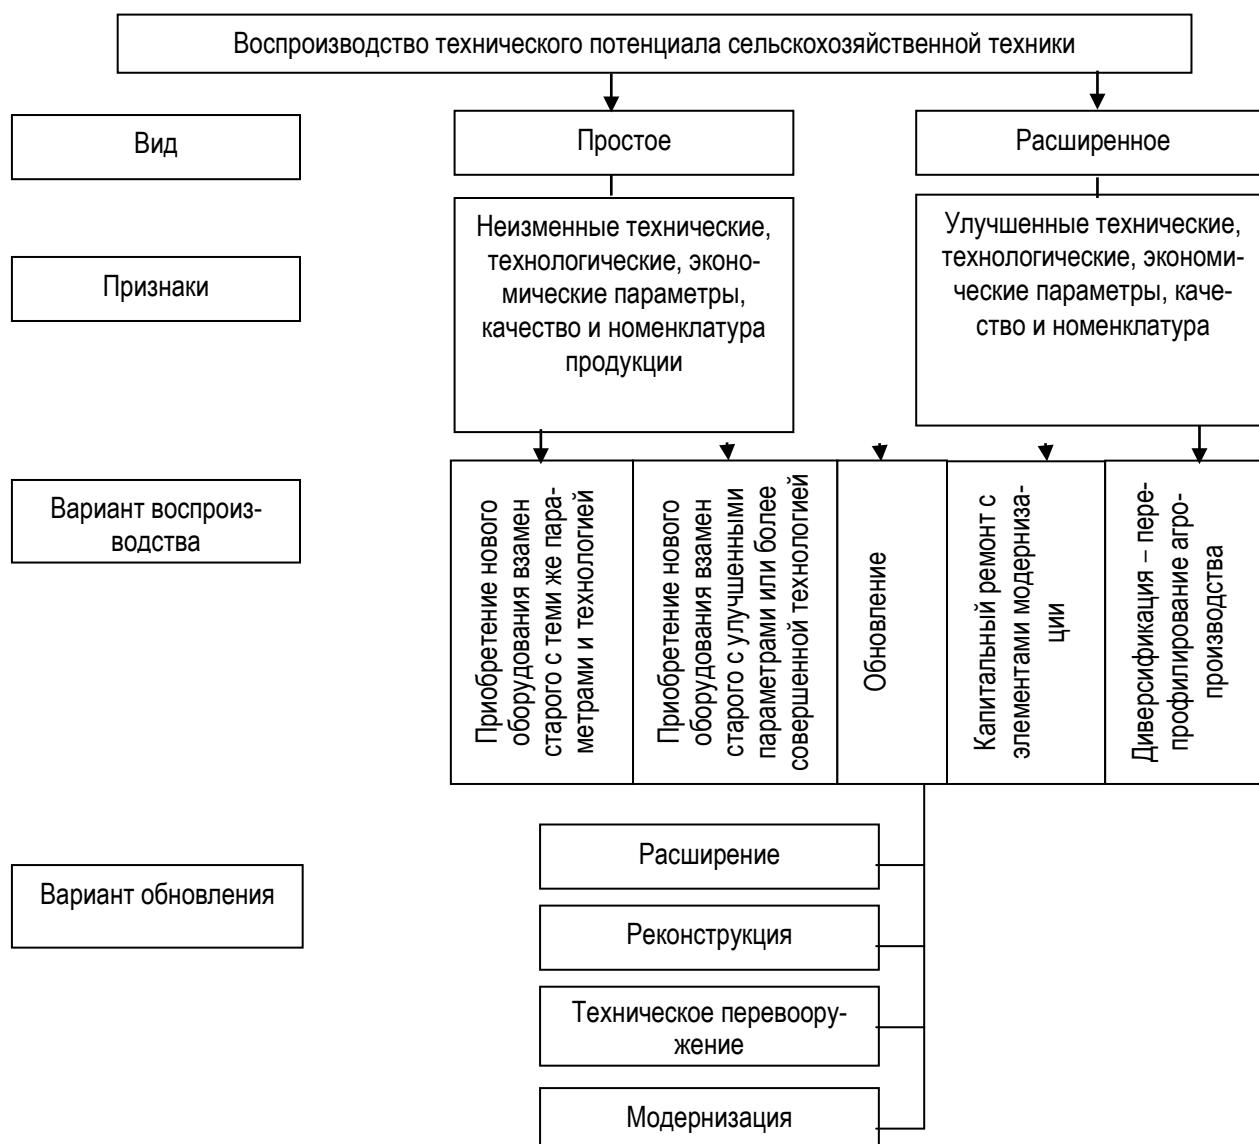 Воспроизводство технического потенциала сельскохозяйственной техники
Вид
Простое
Расширенное
Признаки
Неизменные технические,
технологические, эконо-
мические параметры,
качество и номенклатура
продукции
Улучшенные технические,
технологические, экономи-
ческие параметры, каче-
ство и номенклатура
Вариант воспроиз-
водства
Приобретение нового
оборудования взамен
старого с теми же пара-
метрами и технологией
Приобретение нового
оборудования взамен
старого с улучшенными
параметрами или более
совершенной технологией
Обновление
Капитальный ремонт с
элементами модерниза-
ции
Диверсификация – пере-
профилирование агро-
производства
Вариант обновления
Расширение
Реконструкция
Техническое перевоору-
жение
Модернизация